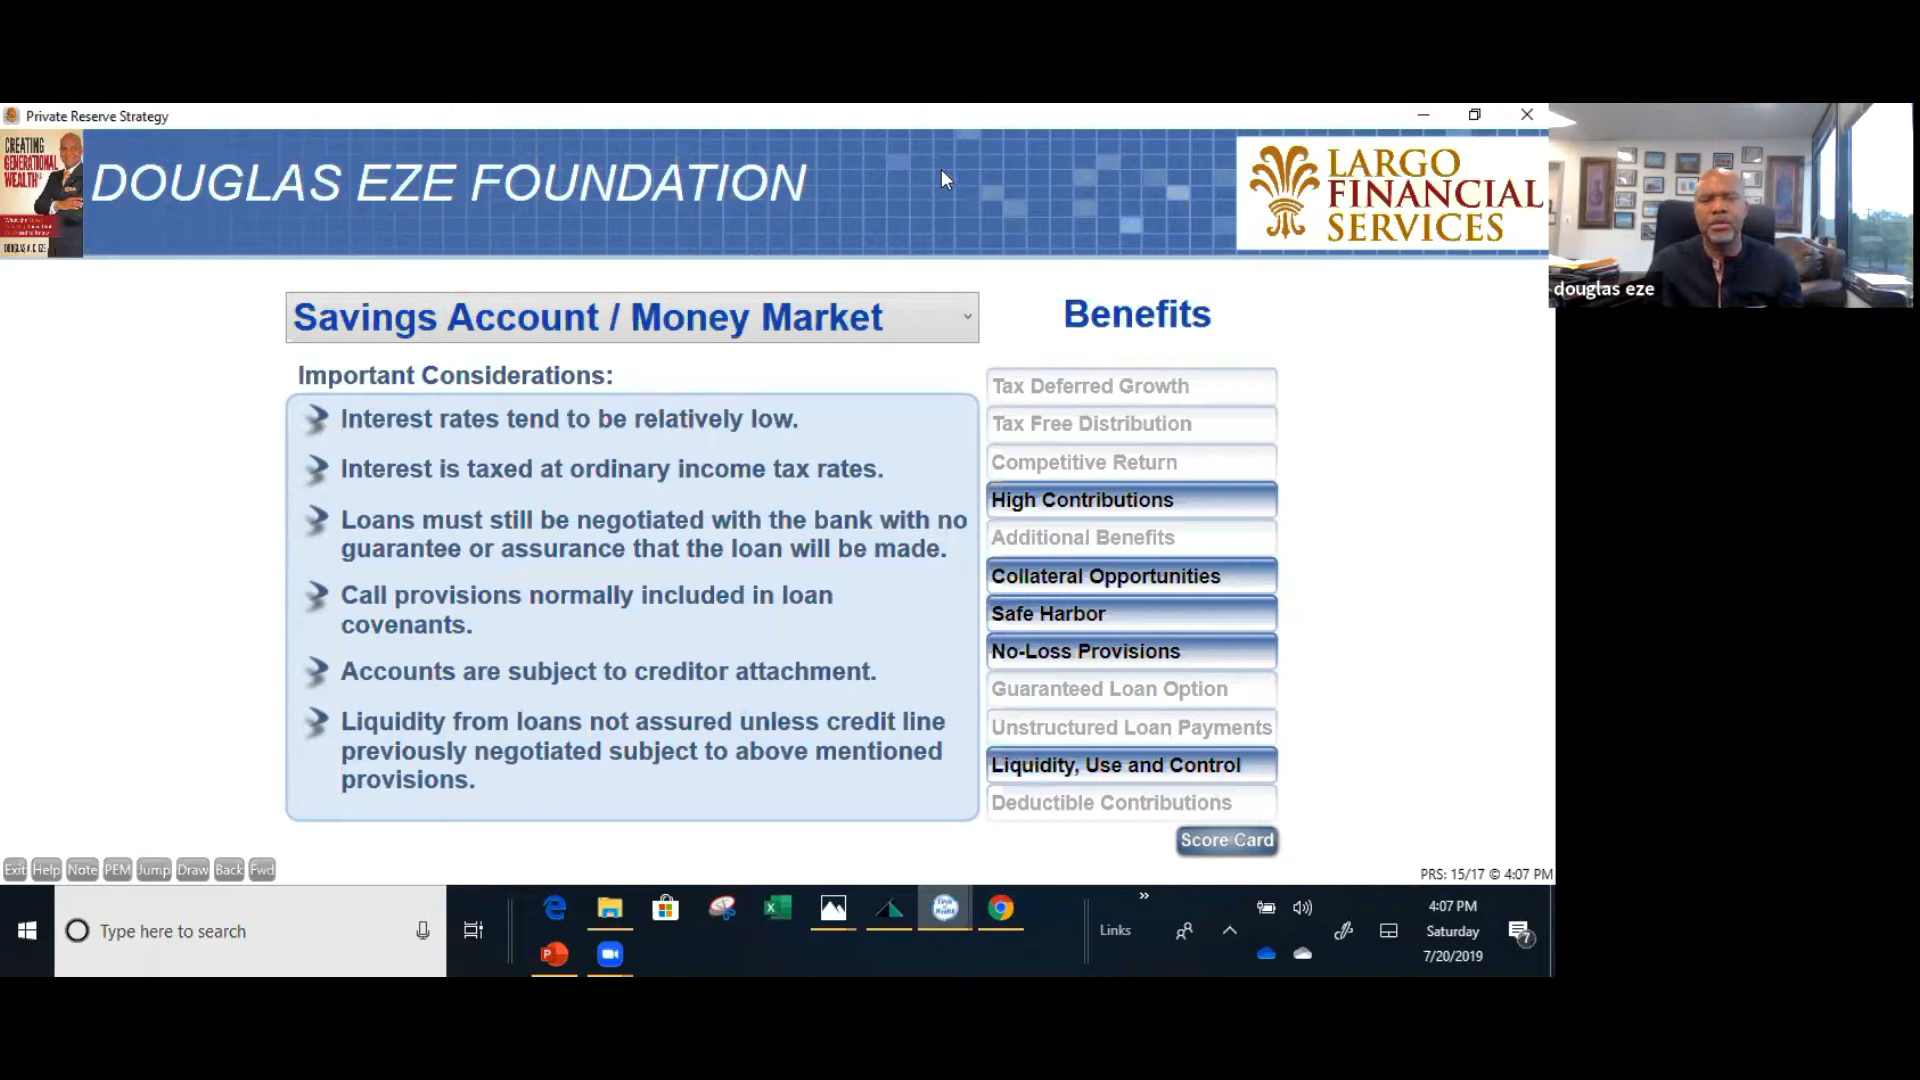 Private Reserve Strategy
CREATING
GENERATIONAL
WEALTH
DOUGLAS EZE FOUNDATION
LARGO
FINANCIAL
SERVICES
douglas eze
Savings Account / Money Market
Important Considerations:
Interest rates tend to be relatively low.
Interest is taxed at ordinary income tax rates.
Loans must still be negotiated with the bank with no
guarantee or assurance that the loan will be made.
Call provisions normally included in loan
covenants.
Accounts are subject to creditor attachment.
Liquidity from loans not assured unless credit line
previously negotiated subject to above mentioned
provisions.
Benefits
Tax Deferred Growth
Tax Free Distribution
Competitive Return
High Contributions
Additional Benefits
Collateral Opportunities
Safe Harbor
No-Loss Provisions
Guaranteed Loan Option
Unstructured Loan Payments
Liquidity, Use and Control
Deductible Contributions
Score Card
Exit Help Note PEM Jump Draw Back Fwd
PRS: 15/17 © 4:07 PM
Type here to search
Links
4:07 PM
Saturday
7/20/2019
7